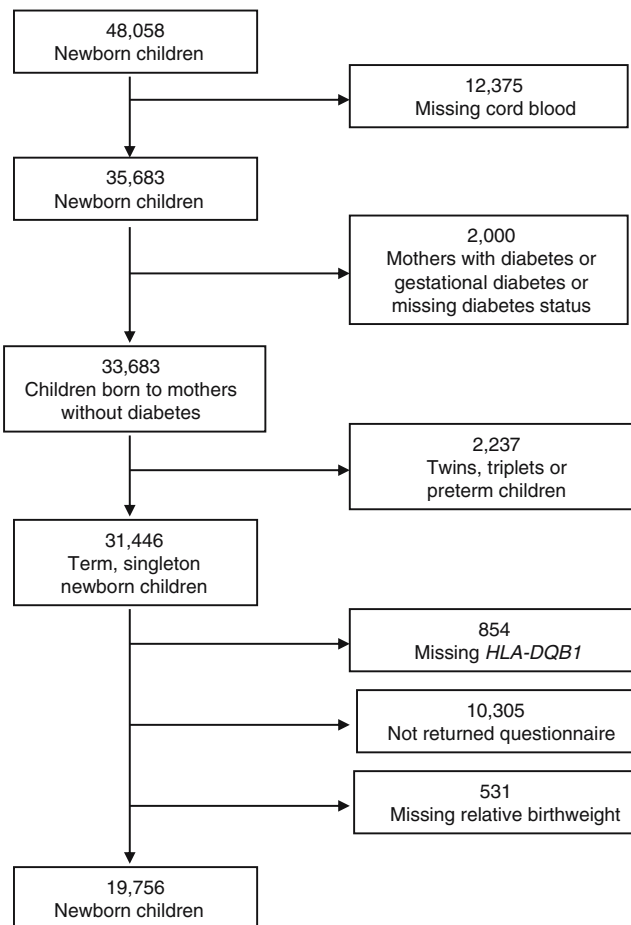 48,058
Newborn children
12,375
Missing cord blood
35,683
Newborn children
2,000
Mothers with diabetes or
gestational diabetes or
missing diabetes status
33,683
Children born to mothers
without diabetes
2,237
Twins, triplets or
preterm children
31,446
Term, singleton
newborn children
854
Missing HLA-DQB1
10,305
Not returned questionnaire
531
Missing relative birthweight
19,756
Newborn children